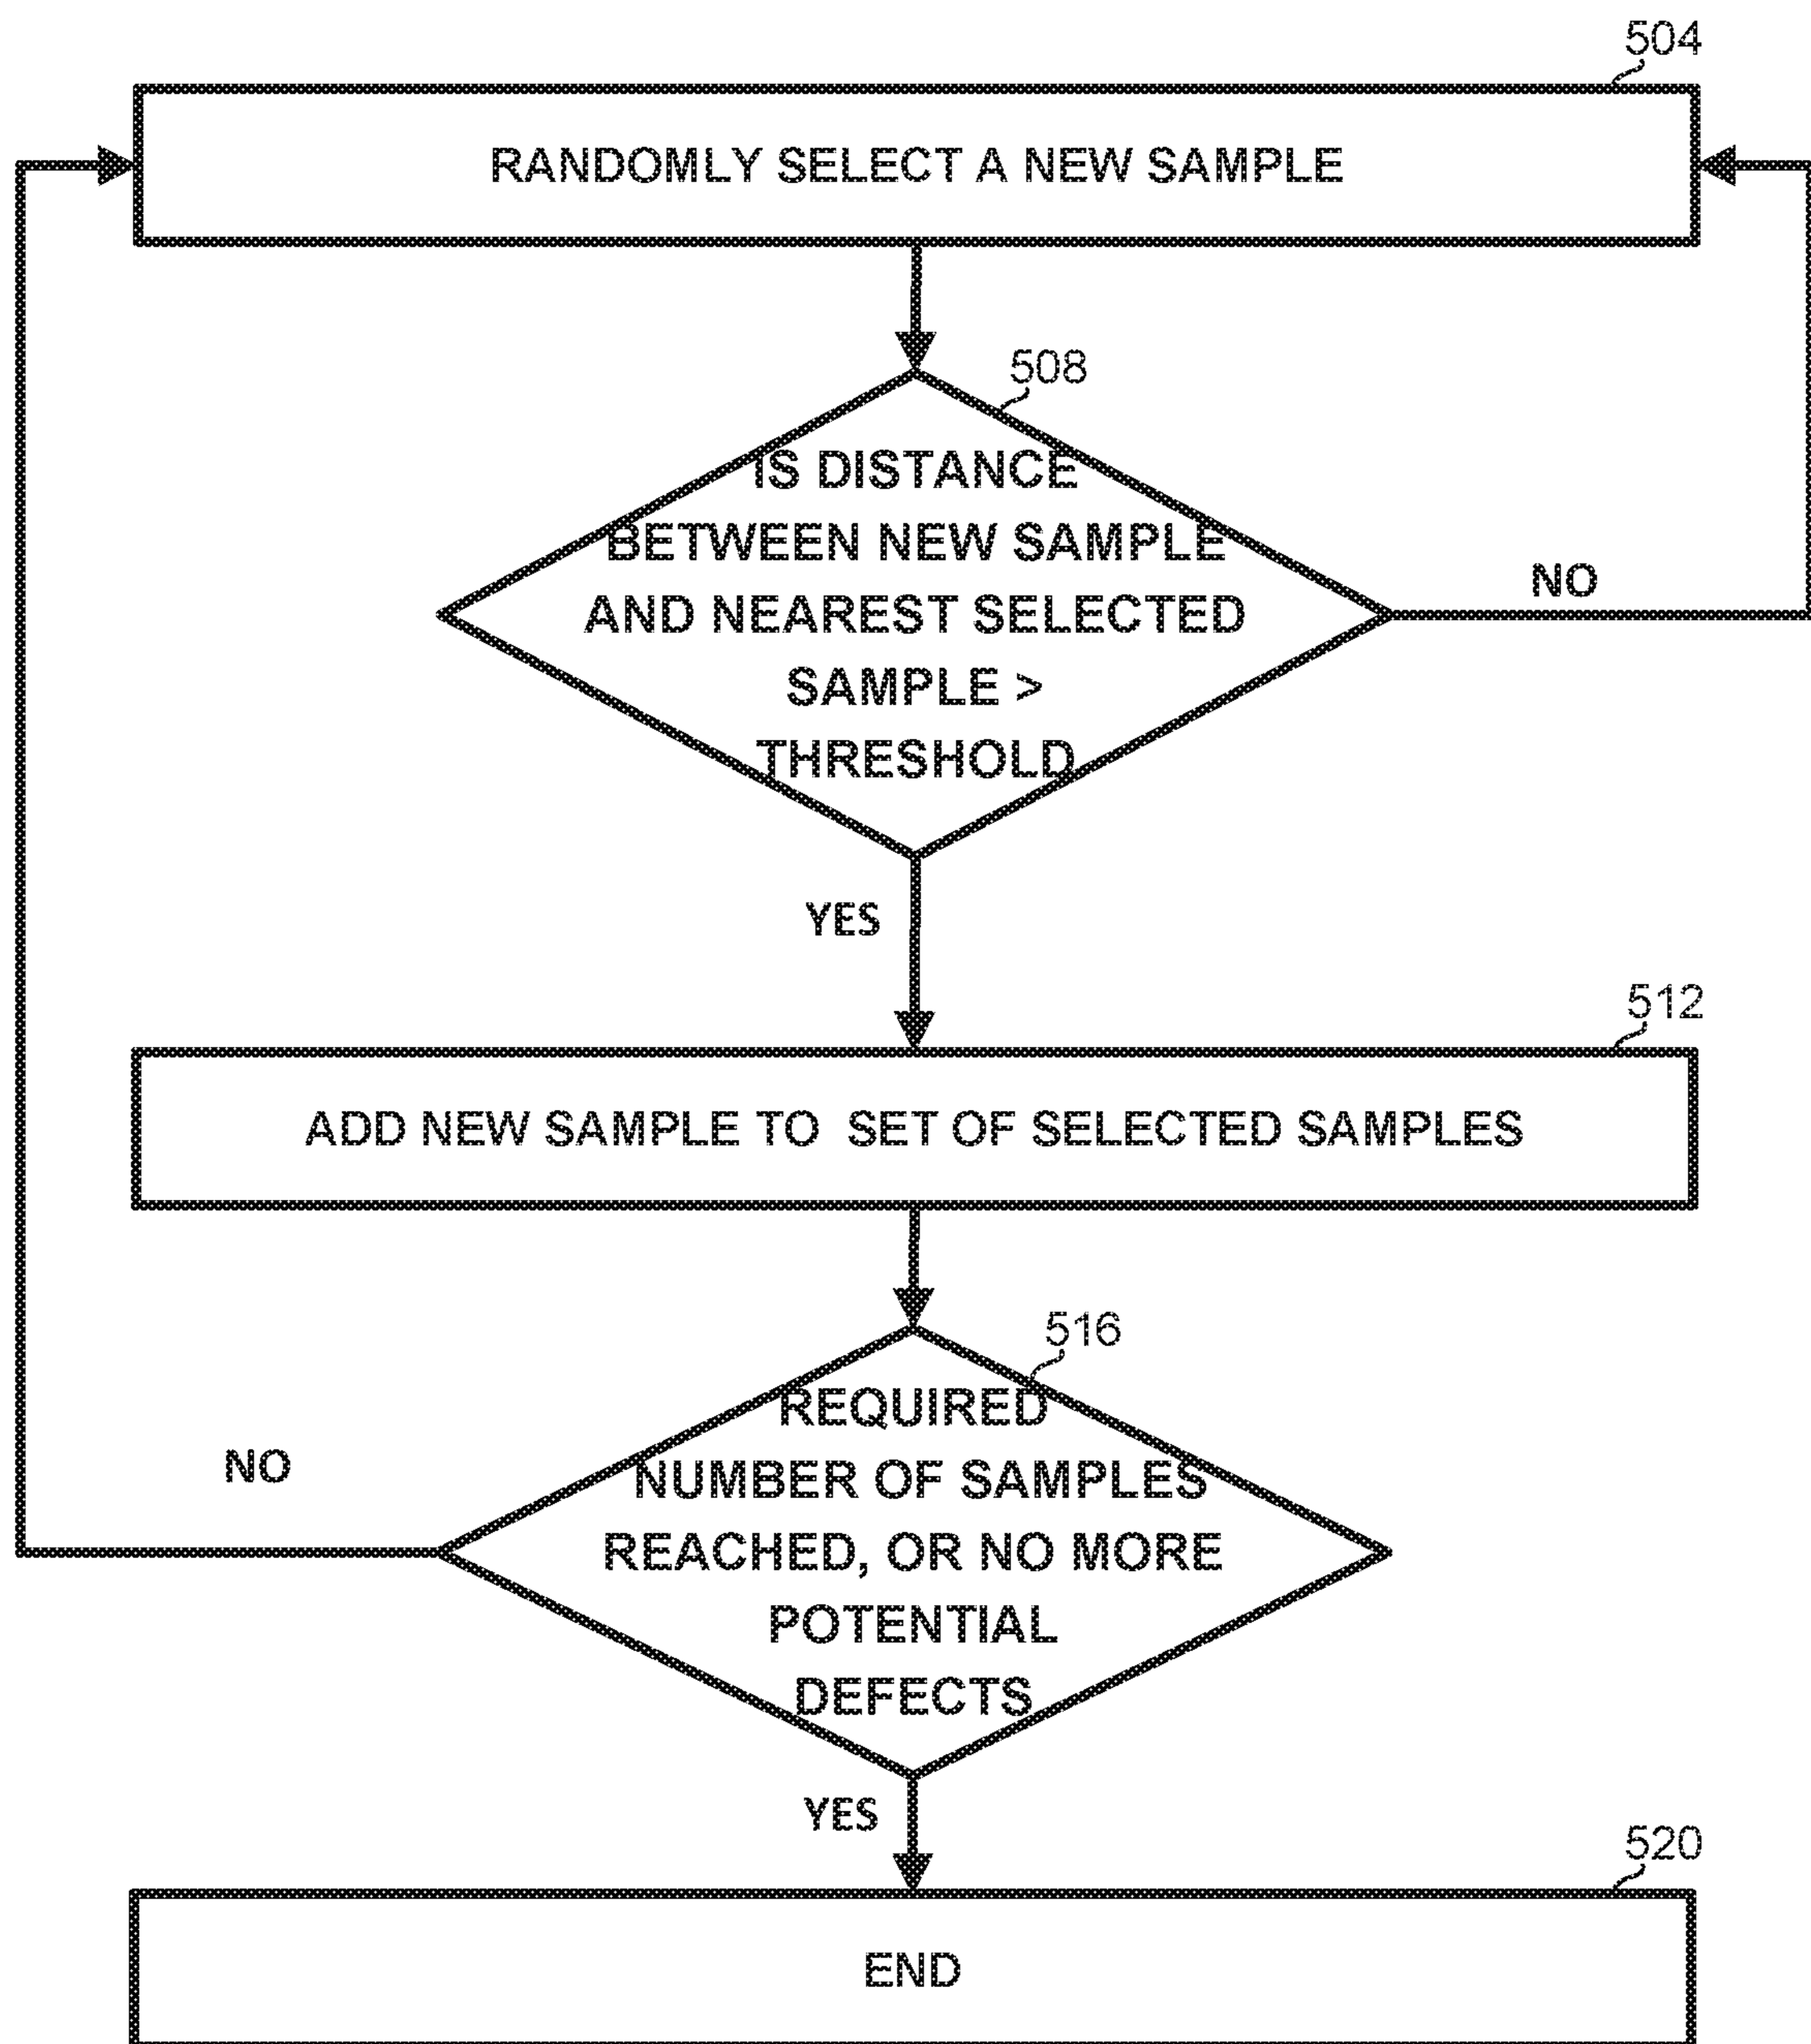 504
RANDOMLY SELECT A NEW SAMPLE
508
IS DISTANCE
BETWEEN NEW SAMPLE
AND NEAREST SELECTED
SAMPLE >
THRESHOLD
NO
YES
512
ADD NEW SAMPLE TO SET OF SELECTED SAMPLES
516
REQUIRED
NUMBER OF SAMPLES
REACHED, OR NO MORE
POTENTIAL
DEFECTS
NO
YES
520
END